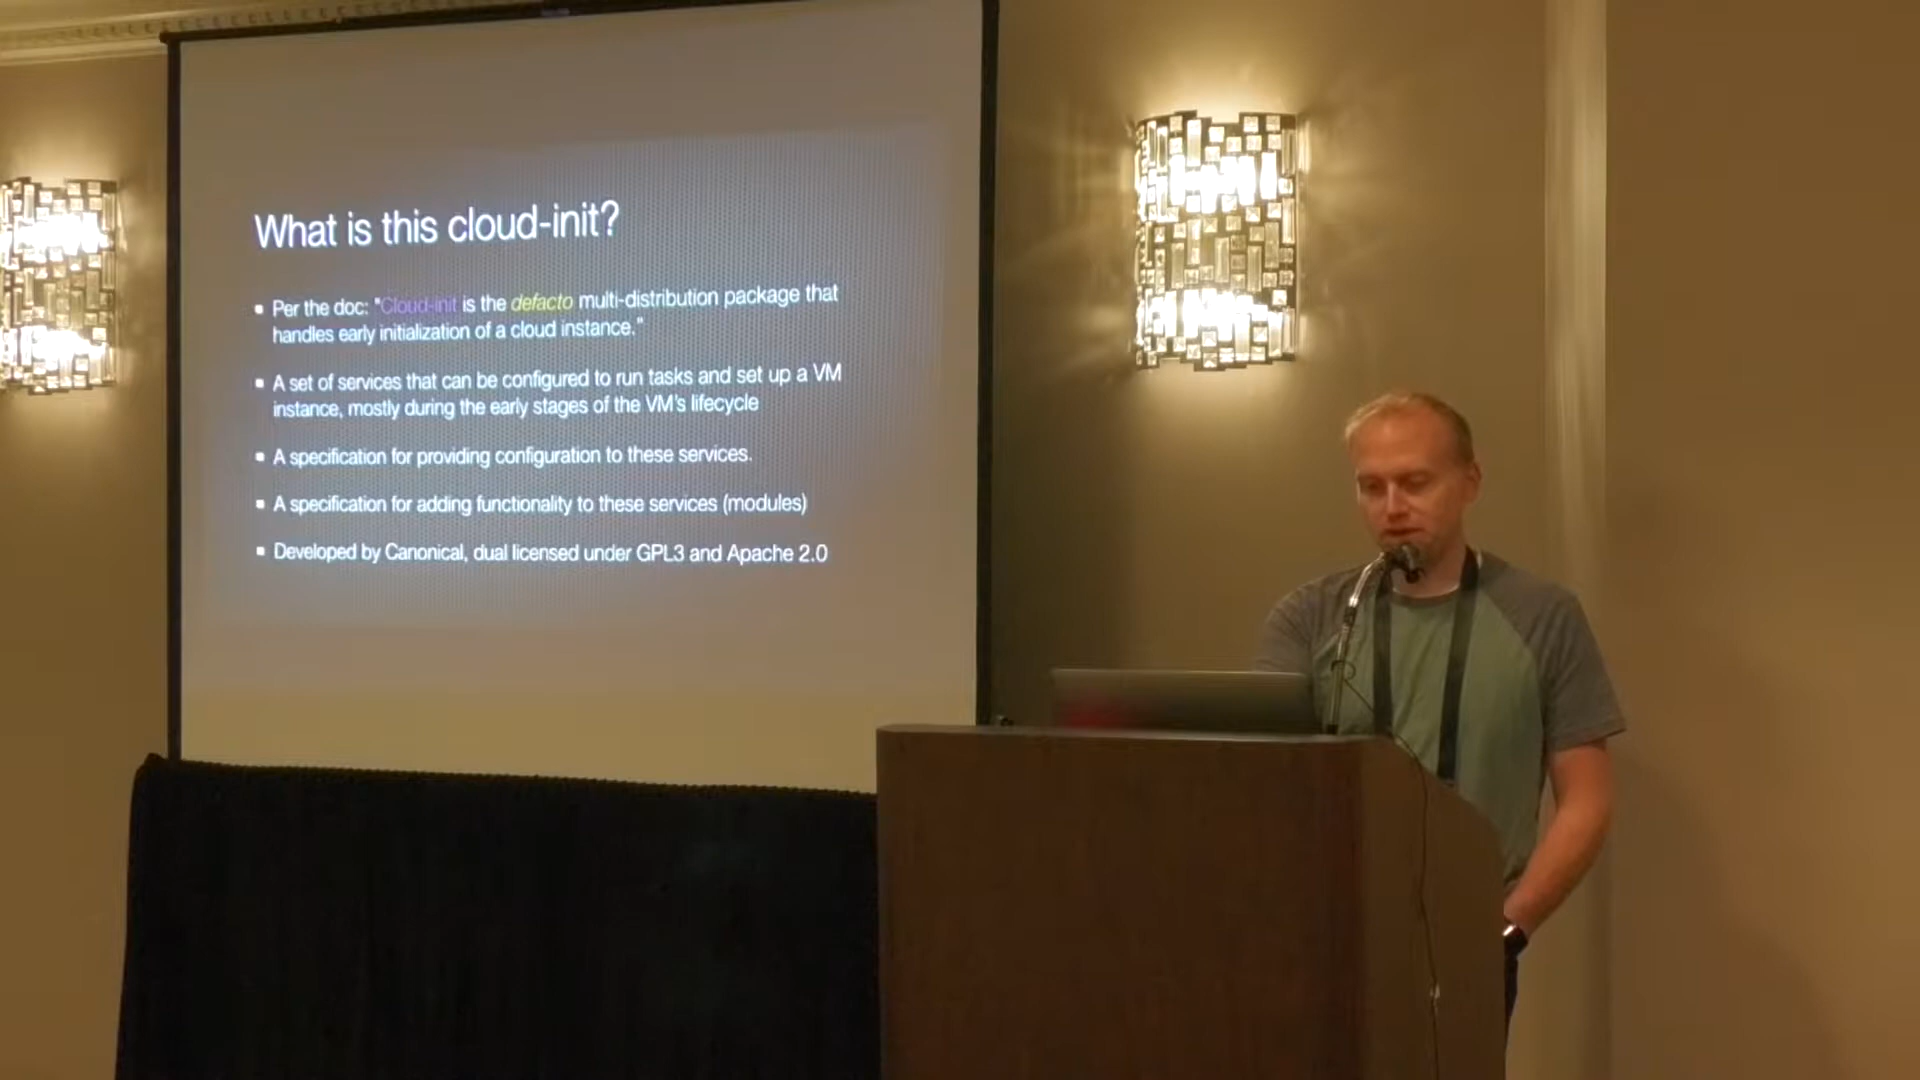 What is this cloud-init?
▪ Per the doc: "Cloud-init is the defacto multi-distribution package that
handles early initialization of a cloud instance."
▪ A set of services that can be configured to run tasks and set up a VM
instance, mostly during the early stages of the VM's lifecycle
▪ A specification for providing configuration to these services.
▪ A specification for adding functionality to these services (modules)
▪ Developed by Canonical, dual licensed under GPL3 and Apache 2.0